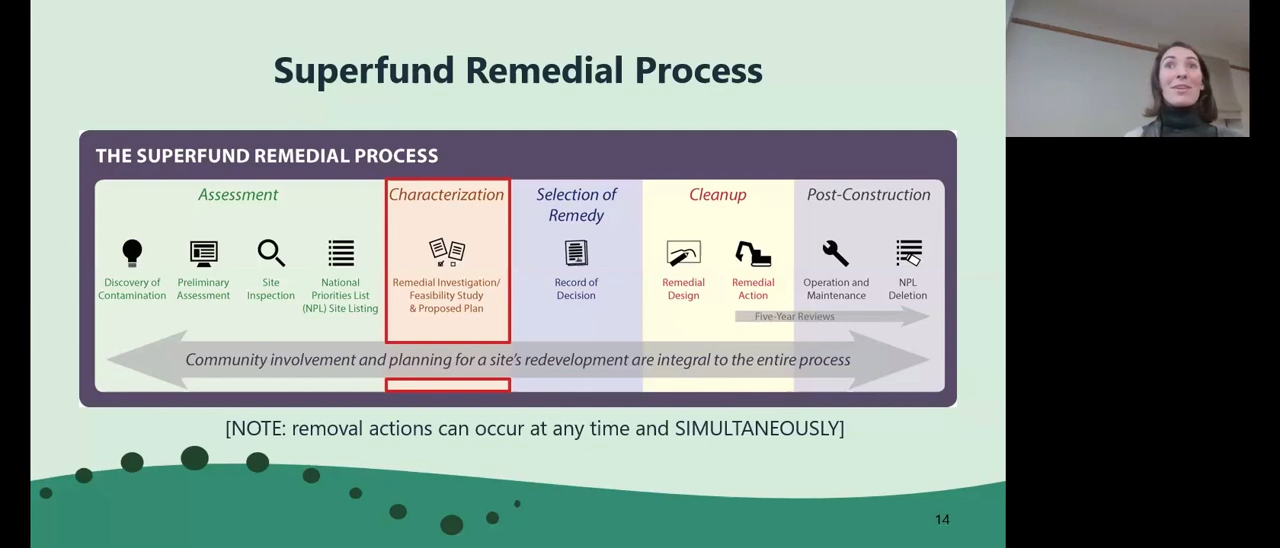 Superfund Remedial Process
THE SUPERFUND REMEDIAL PROCESS
Assessment
Discovery of
Contamination
Preliminary
Assessment
Site
Inspection
National
Priorities List
(NPL) Site Listing
Characterization
Remedial Investigation/
Feasibility Study
& Proposed Plan
Selection of
Remedy
Record of
Decision
Cleanup
Remedial
Design
Remedial
Action
Post-Construction
Operation and
Maintenance
NPL
Deletion
Five-Year Reviews
Community involvement and planning for a site's redevelopment are integral to the entire process
[NOTE: removal actions can occur at any time and SIMULTANEOUSLY]
14